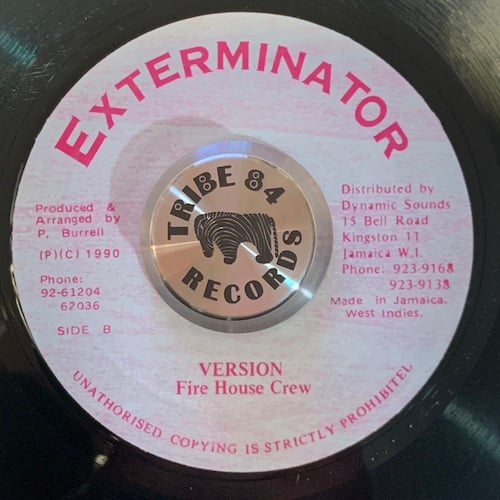 EXTERMINATOR
TRIBE 84
RECORDS
Produced &
Arranged by
P. Burrell
(P)(C) 1990
Phone:
92-61204
62036
SIDE B
Distributed by
Dynamic Sounds
15 Bell Road
Kingston 11
Jamaica W.I.
Phone: 923-9168
923-9138
Made in Jamaica.
West Indies.
VERSION
Fire House Crew
UNATHORISED COPYING IS STRICTLY PROHIBITEL